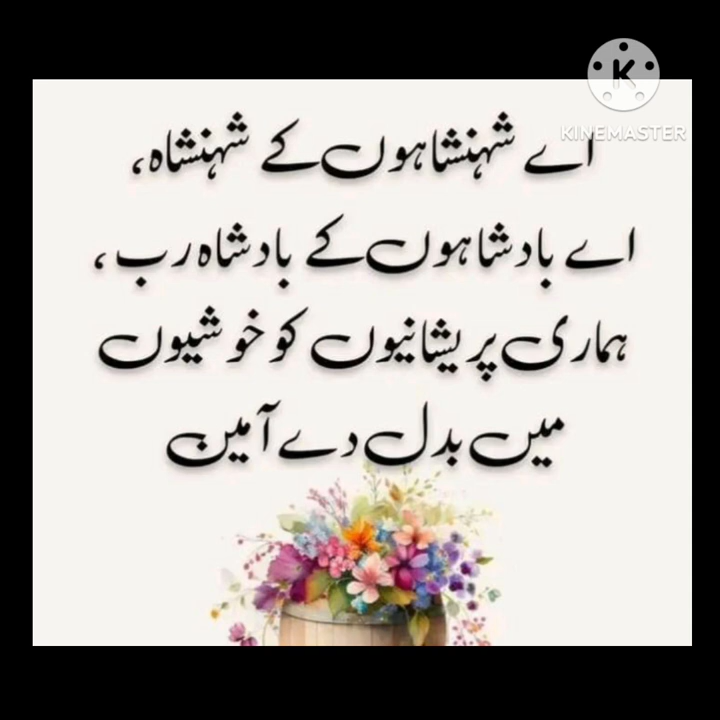 KINEMASTER
اے شہنشاہوں کے شہنشاہ،
اے بادشاہوں کے بادشاہ رب،
ہماری پریشانیوں کو خوشیوں
میں بدل دے آمین